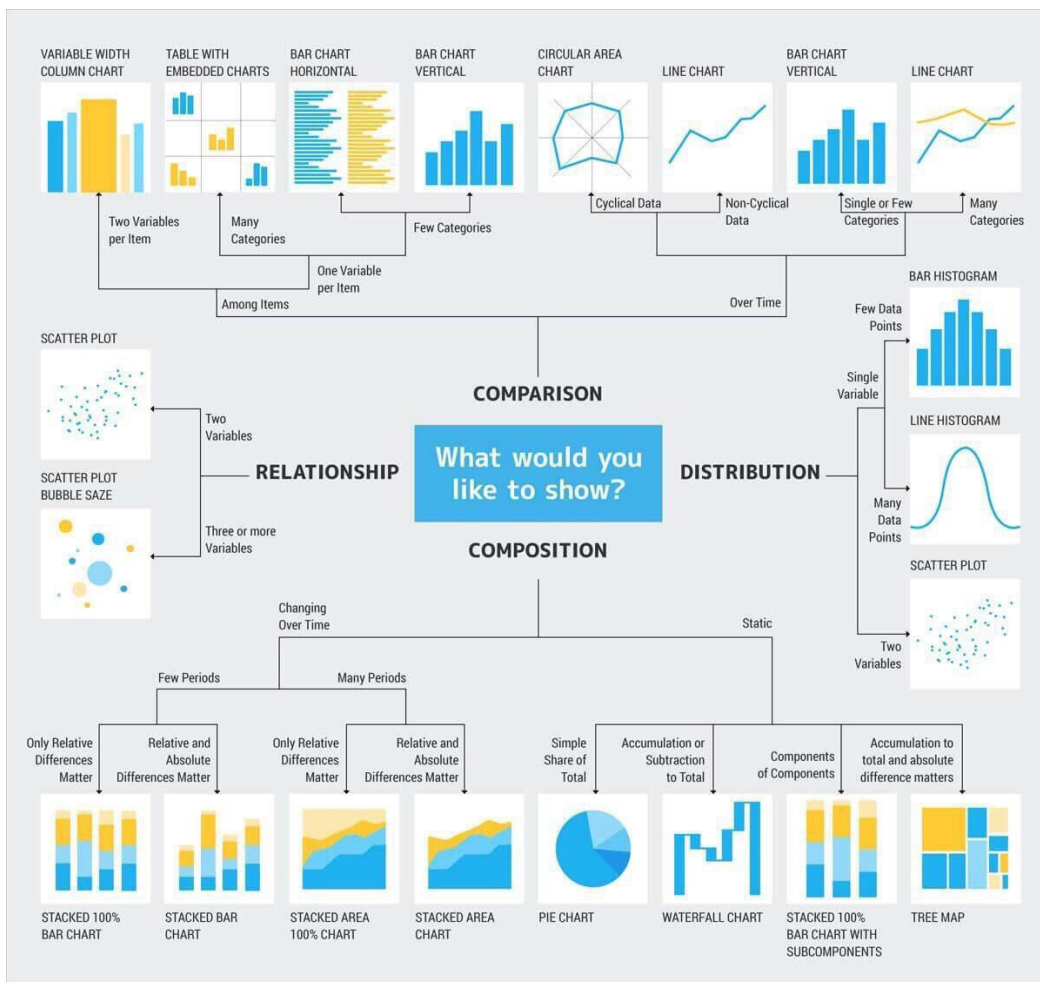 VARIABLE WIDTH
COLUMN CHART
TABLE WITH
EMBEDDED CHARTS
BAR CHART
HORIZONTAL
BAR CHART
VERTICAL
CIRCULAR AREA
CHART
LINE CHART
BAR CHART
VERTICAL
LINE CHART
Two Variables
per Item
Many
Categories
Few Categories
Cyclical Data
Non-Cyclical
Data
Single or Few
Categories
Many
Categories
One Variable
per Item
Among Items
Over Time
BAR HISTOGRAM
Few Data
Points
SCATTER PLOT
Single
Variable
COMPARISON
Two
Variables
LINE HISTOGRAM
RELATIONSHIP
What would you
like to show?
DISTRIBUTION
SCATTER PLOT
BUBBLE SAZE
Many
Data
Points
Three or more
Variables
COMPOSITION
SCATTER PLOT
Changing
Over Time
Static
Two
Variables
Few Periods
Many Periods
Only Relative
Differences
Matter
Relative and
Absolute
Differences Matter
Only Relative
Differences
Matter
Relative and
Absolute
Differences Matter
Simple
Share of
Total
Accumulation or
Subtraction
to Total
Components
of Components
Accumulation to
total and absolute
difference matters
STACKED 100%
BAR CHART
STACKED BAR
CHART
STACKED AREA
100% CHART
STACKED AREA
CHART
PIE CHART
WATERFALL CHART
STACKED 100%
BAR CHART WITH
SUBCOMPONENTS
TREE MAP